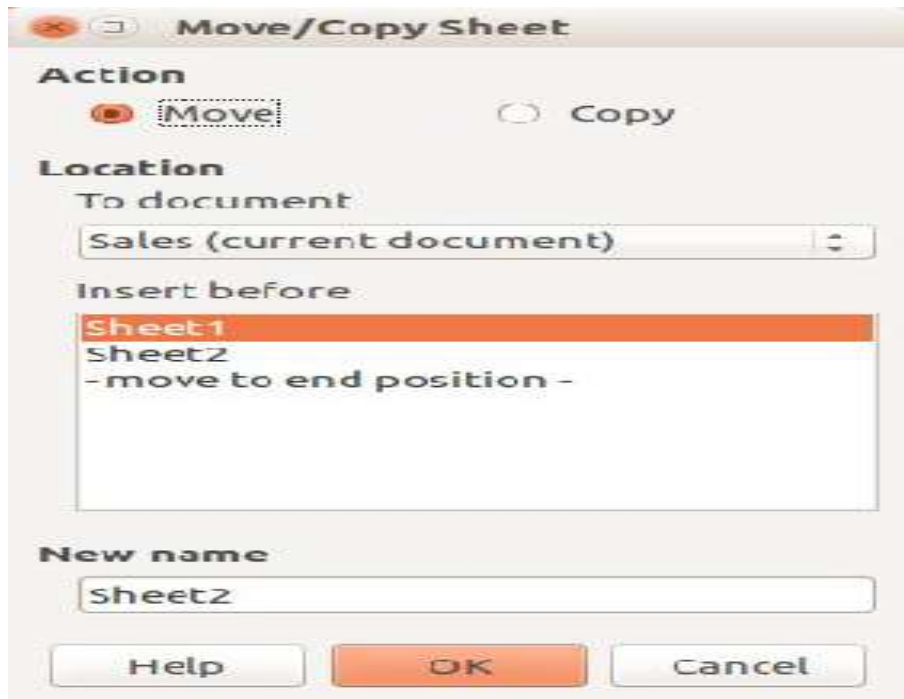 Move/Copy Sheet
Action
Move Copy
Location
To document
Sales (current document)
Insert before
Sheet1
Sheet2
- move to end position -
New name
Sheet2
Help OK Cancel